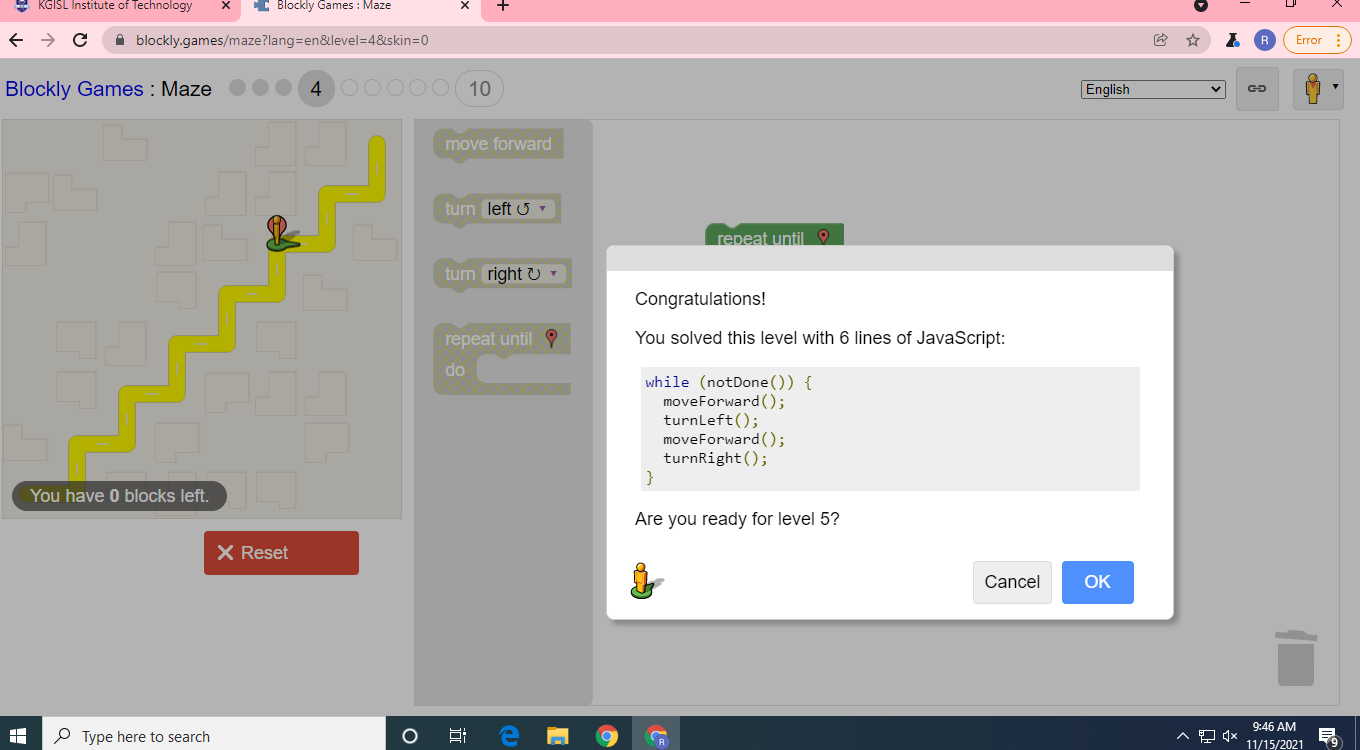 KGISL Institute of Technology
Blockly Games : Maze
blockly.games/maze?lang=en&level=4&skin=0
R
Error
Blockly Games : Maze
4
10
English
move forward
turn left ↺
turn right ↻
repeat until
do
repeat until
You have 0 blocks left.
Reset
Congratulations!
You solved this level with 6 lines of JavaScript:
while (notDone()) {
  moveForward();
  turnLeft();
  moveForward();
  turnRight();
}
Are you ready for level 5?
Cancel
OK
Type here to search
R
9:46 AM
11/15/2021
9